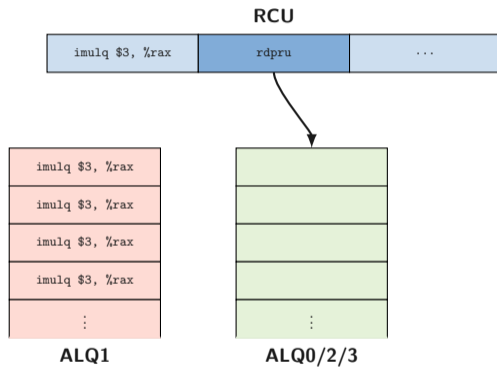 RCU
imulq $3, %rax rdpru ...
imulq $3, %rax
imulq $3, %rax
imulq $3, %rax
imulq $3, %rax
⋮ ⋮
ALQ1 ALQ0/2/3